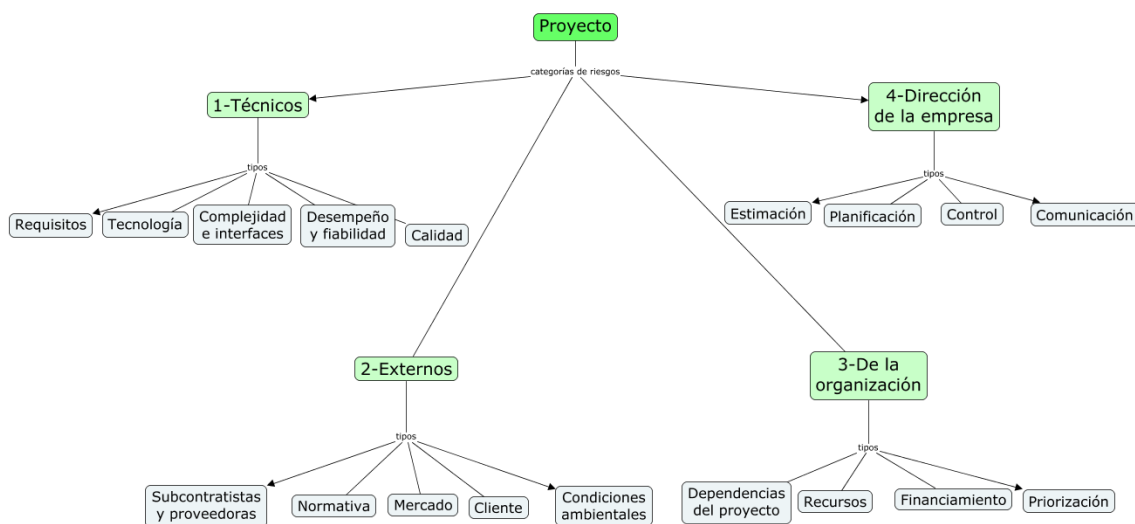 Proyecto
categorías de riesgos
1-Técnicos
tipos
Requisitos
Tecnología
Complejidad
e interfaces
Desempeño
y fiabilidad
Calidad
4-Dirección
de la empresa
tipos
Estimación
Planificación
Control
Comunicación
2-Externos
tipos
Subcontratistas
y proveedoras
Normativa
Mercado
Cliente
Condiciones
ambientales
3-De la
organización
tipos
Dependencias
del proyecto
Recursos
Financiamiento
Priorización